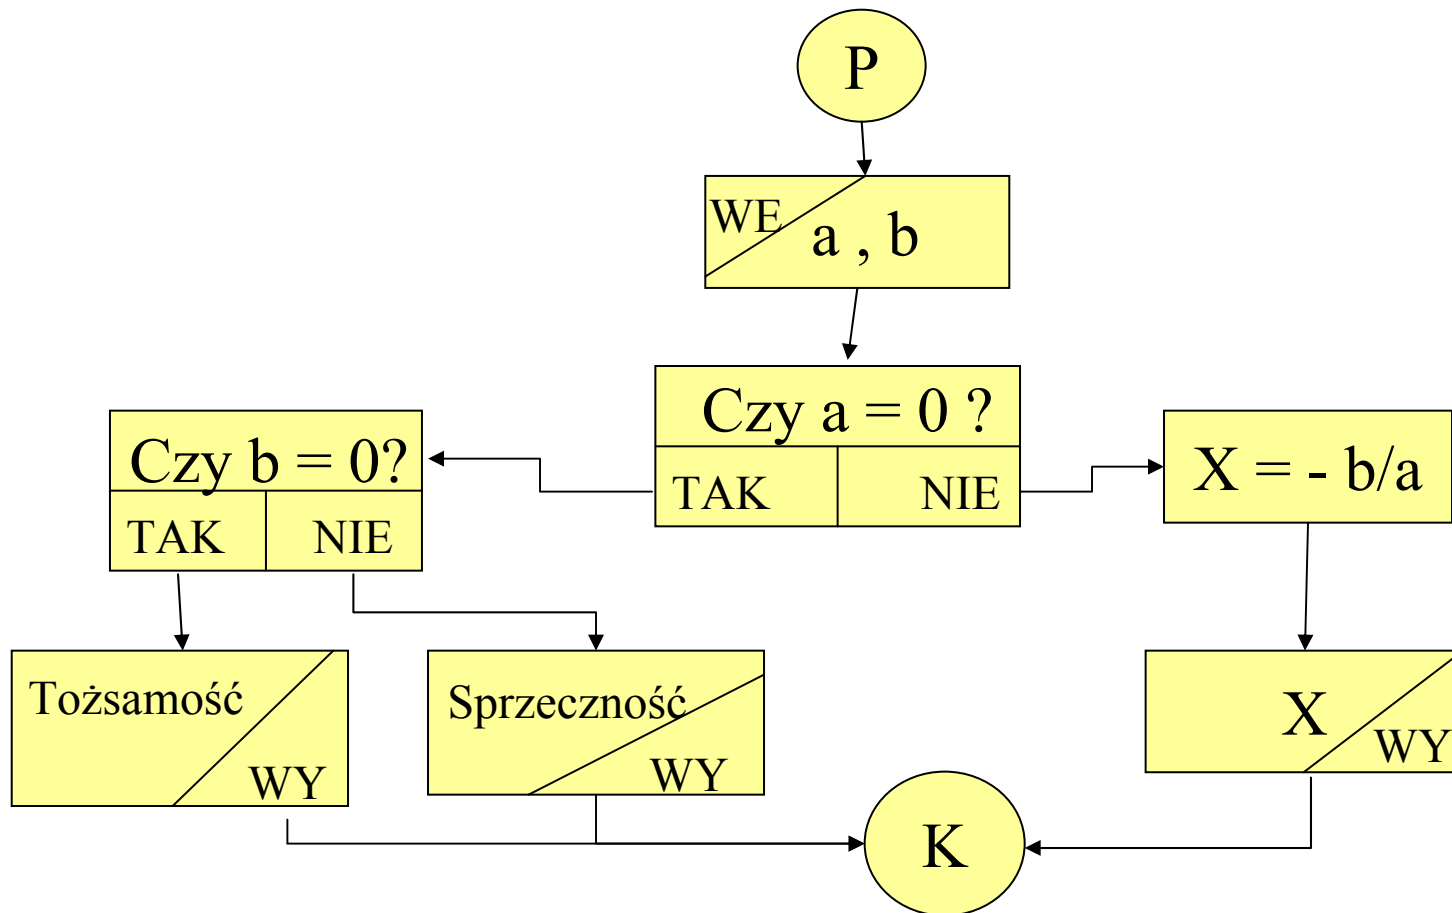 P
WE
a , b
Czy a = 0 ?
TAK NIE
Czy b = 0?
TAK NIE
X = - b/a
Tożsamość
WY
Sprzeczność
WY
X
WY
K